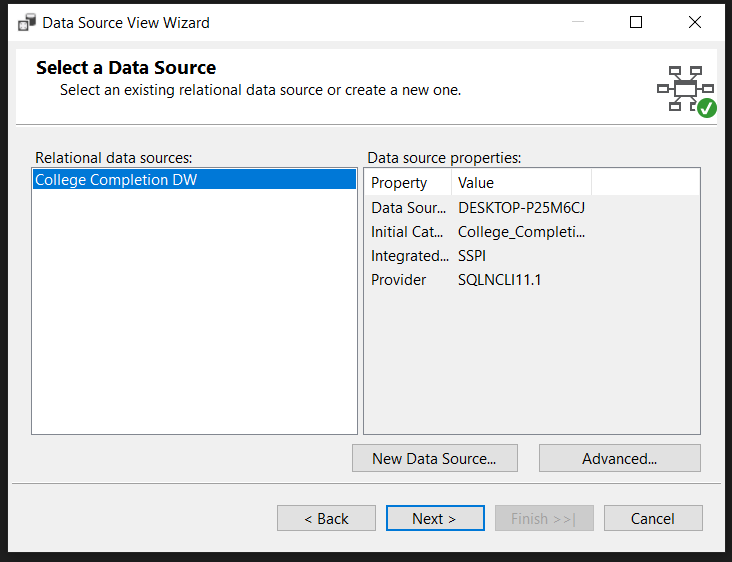 Data Source View Wizard
Select a Data Source
Select an existing relational data source or create a new one.
Relational data sources:
College Completion DW
Data source properties:
Property Value
Data Sour... DESKTOP-P25M6CJ
Initial Cat... College_Completi...
Integrated... SSPI
Provider SQLNCLI11.1
New Data Source... Advanced...
< Back Next > Finish >>| Cancel